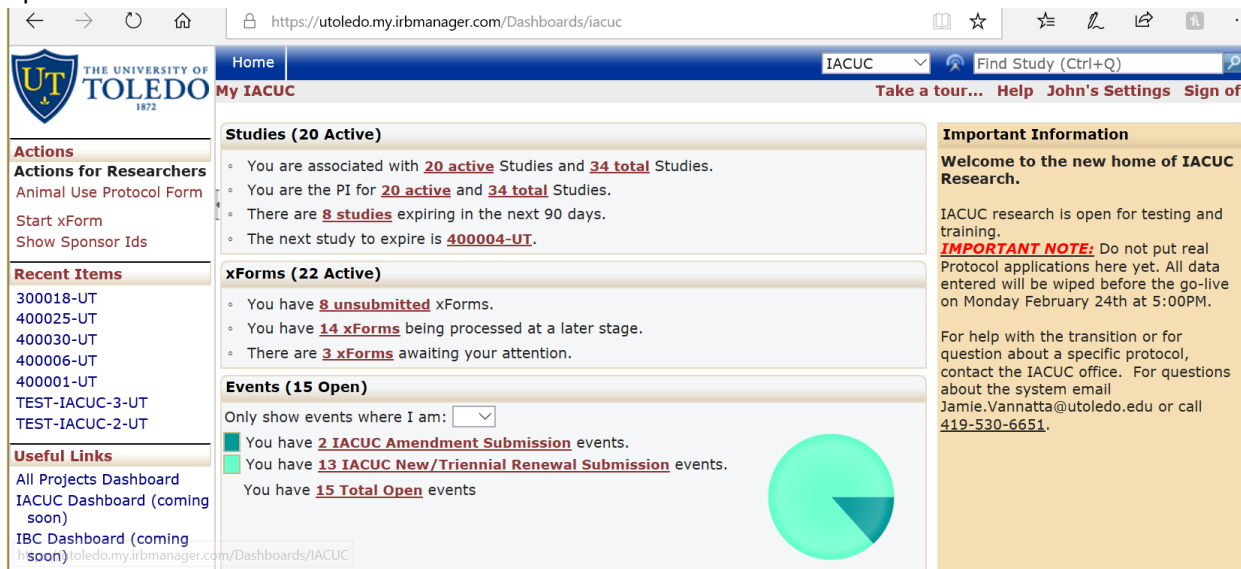 https://utoledo.my.irbmanager.com/Dashboards/iacuc
UT
THE UNIVERSITY OF
TOLEDO
1872
Home
IACUC
Find Study (Ctrl+Q)
My IACUC
Take a tour... Help John's Settings Sign of
Actions
Actions for Researchers
Animal Use Protocol Form
Start xForm
Show Sponsor Ids
Recent Items
300018-UT
400025-UT
400030-UT
400006-UT
400001-UT
TEST-IACUC-3-UT
TEST-IACUC-2-UT
Useful Links
All Projects Dashboard
IACUC Dashboard (coming
soon)
IBC Dashboard (coming
soon)
Studies (20 Active)
◦ You are associated with 20 active Studies and 34 total Studies.
◦ You are the PI for 20 active and 34 total Studies.
◦ There are 8 studies expiring in the next 90 days.
◦ The next study to expire is 400004-UT.
xForms (22 Active)
◦ You have 8 unsubmitted xForms.
◦ You have 14 xForms being processed at a later stage.
◦ There are 3 xForms awaiting your attention.
Events (15 Open)
Only show events where I am:
You have 2 IACUC Amendment Submission events.
You have 13 IACUC New/Triennial Renewal Submission events.
You have 15 Total Open events
Important Information
Welcome to the new home of IACUC
Research.
IACUC research is open for testing and
training.
IMPORTANT NOTE: Do not put real
Protocol applications here yet. All data
entered will be wiped before the go-live
on Monday February 24th at 5:00PM.
For help with the transition or for
question about a specific protocol,
contact the IACUC office. For questions
about the system email
Jamie.Vannatta@utoledo.edu or call
419-530-6651.
toledo.my.irbmanager.com/Dashboards/IACUC